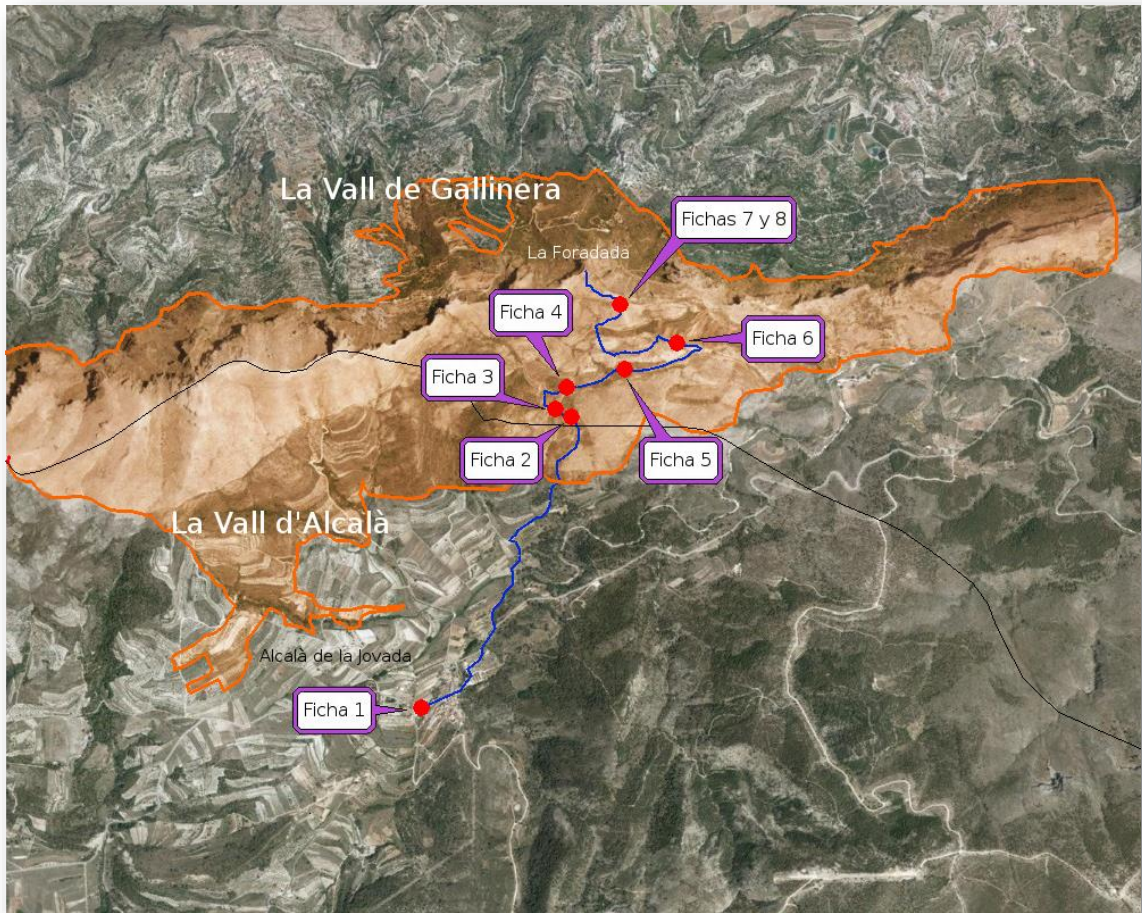 La Vall de Gallinera
Fichas 7 y 8
La Foradada
Ficha 4
Ficha 6
Ficha 3
Ficha 2
Ficha 5
La Vall d'Alcalà
Alcalà de la Jovada
Ficha 1